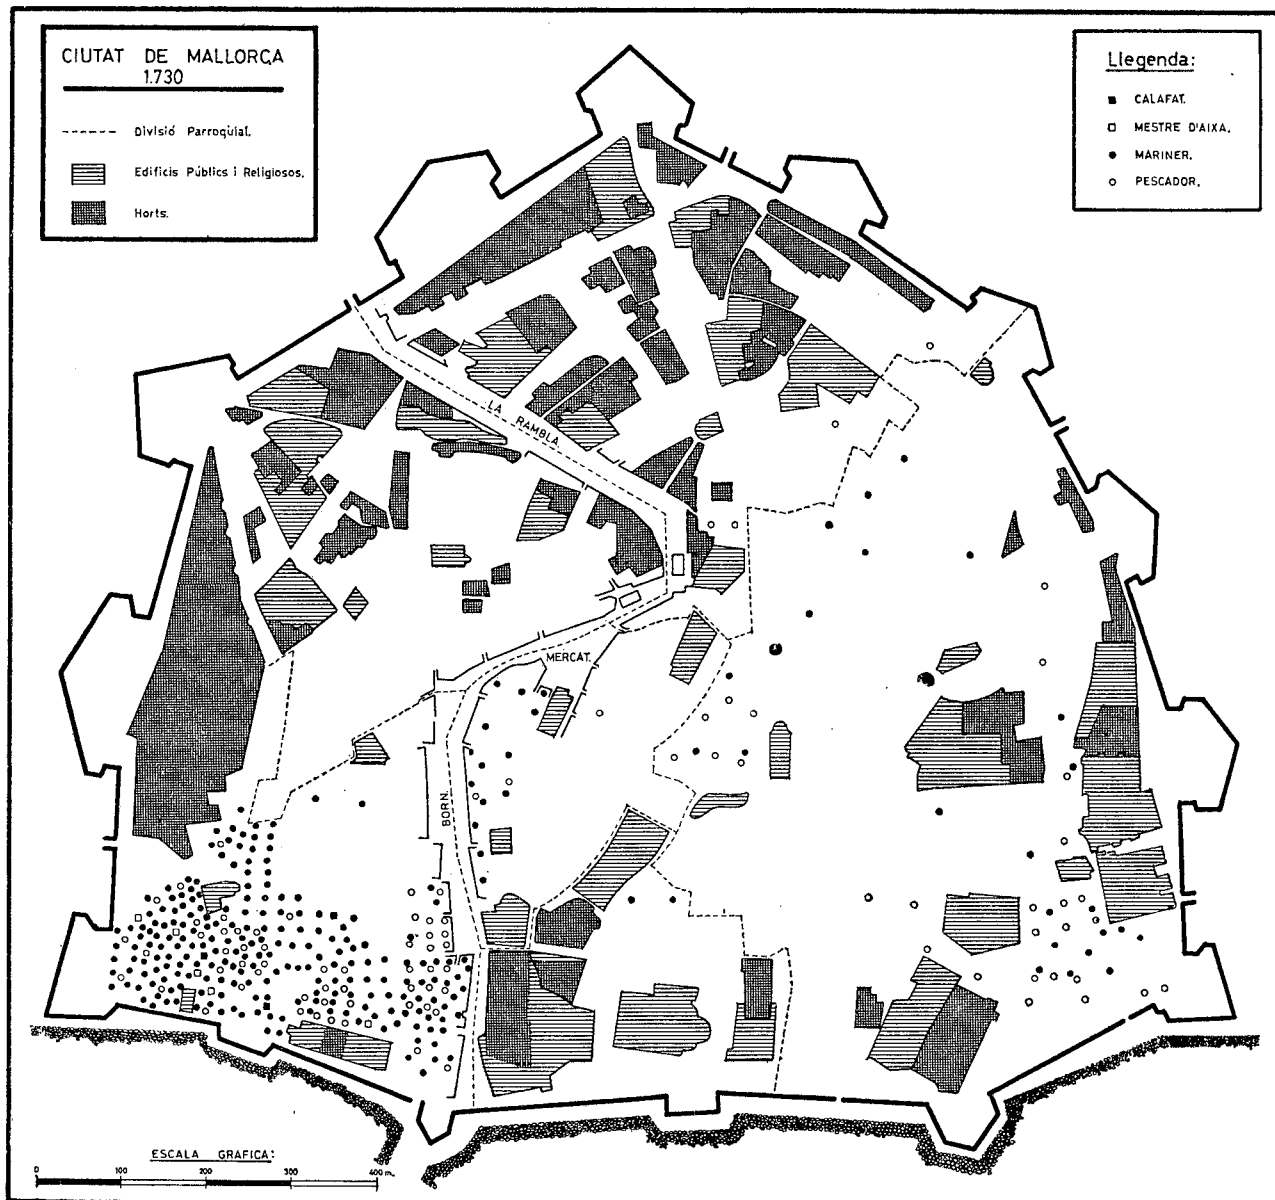 CIUTAT DE MALLORCA
1.730
Divisió Parroquial.
Edificis Públics i Religiosos.
Horts.
Llegenda:
CALAFAT.
MESTRE D'AIXA.
MARINER.
PESCADOR.
LA RAMBLA.
MERCAT.
BORN.
ESCALA GRAFICA:
0 100 200 300 400 m.